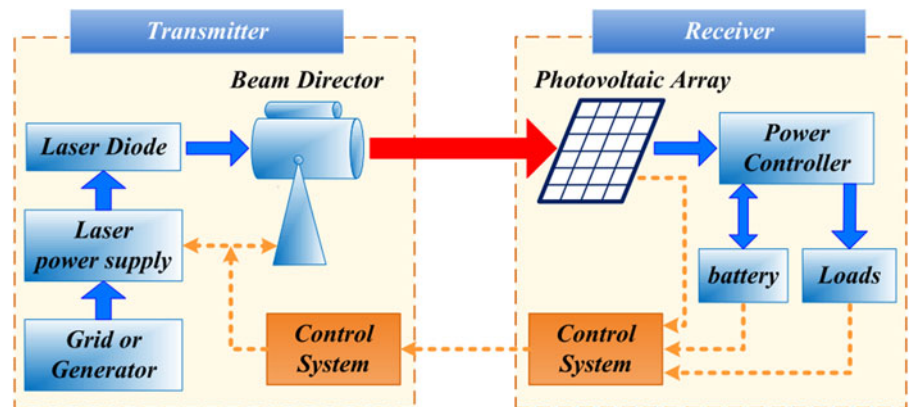 Transmitter
Receiver
Beam Director
Photovoltaic Array
Laser Diode
Power
Controller
Laser
power supply
battery
Loads
Grid or
Generator
Control
System
Control
System